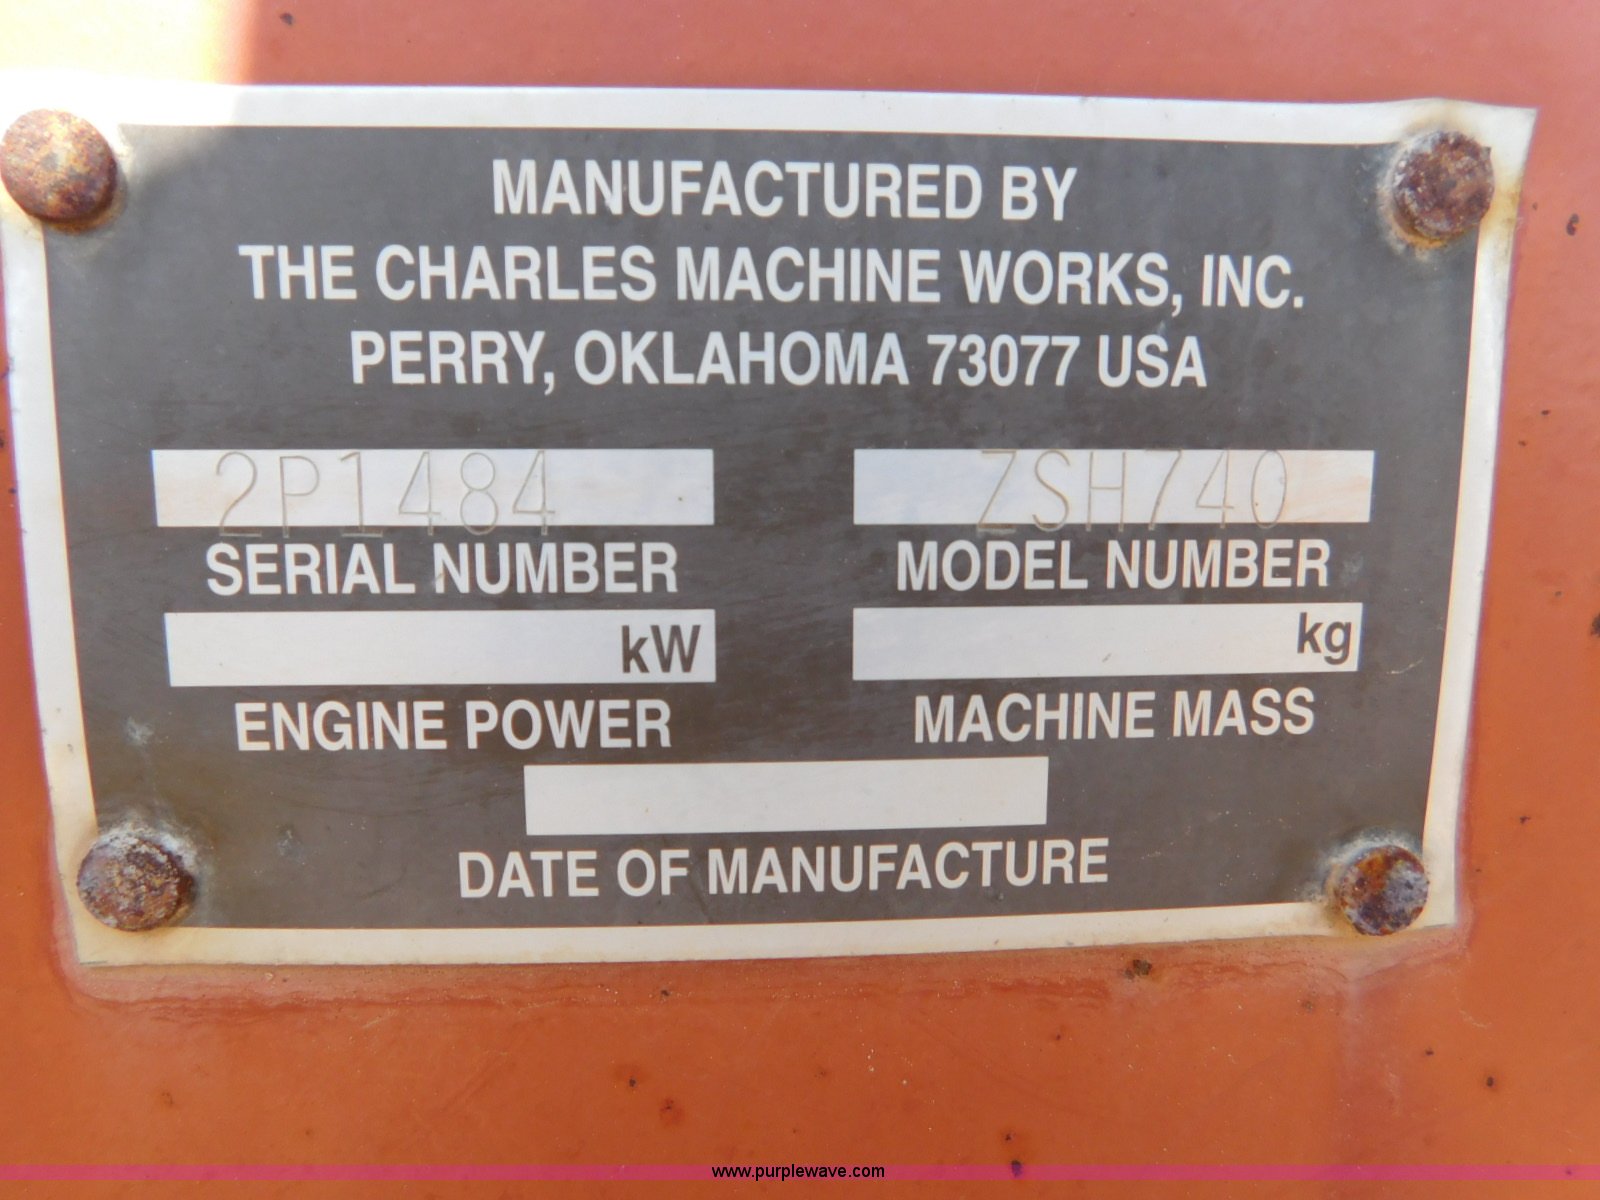 MANUFACTURED BY
THE CHARLES MACHINE WORKS, INC.
PERRY, OKLAHOMA 73077 USA
2P1484 ZSH740
SERIAL NUMBER MODEL NUMBER
kW kg
ENGINE POWER MACHINE MASS
DATE OF MANUFACTURE
www.purplewave.com